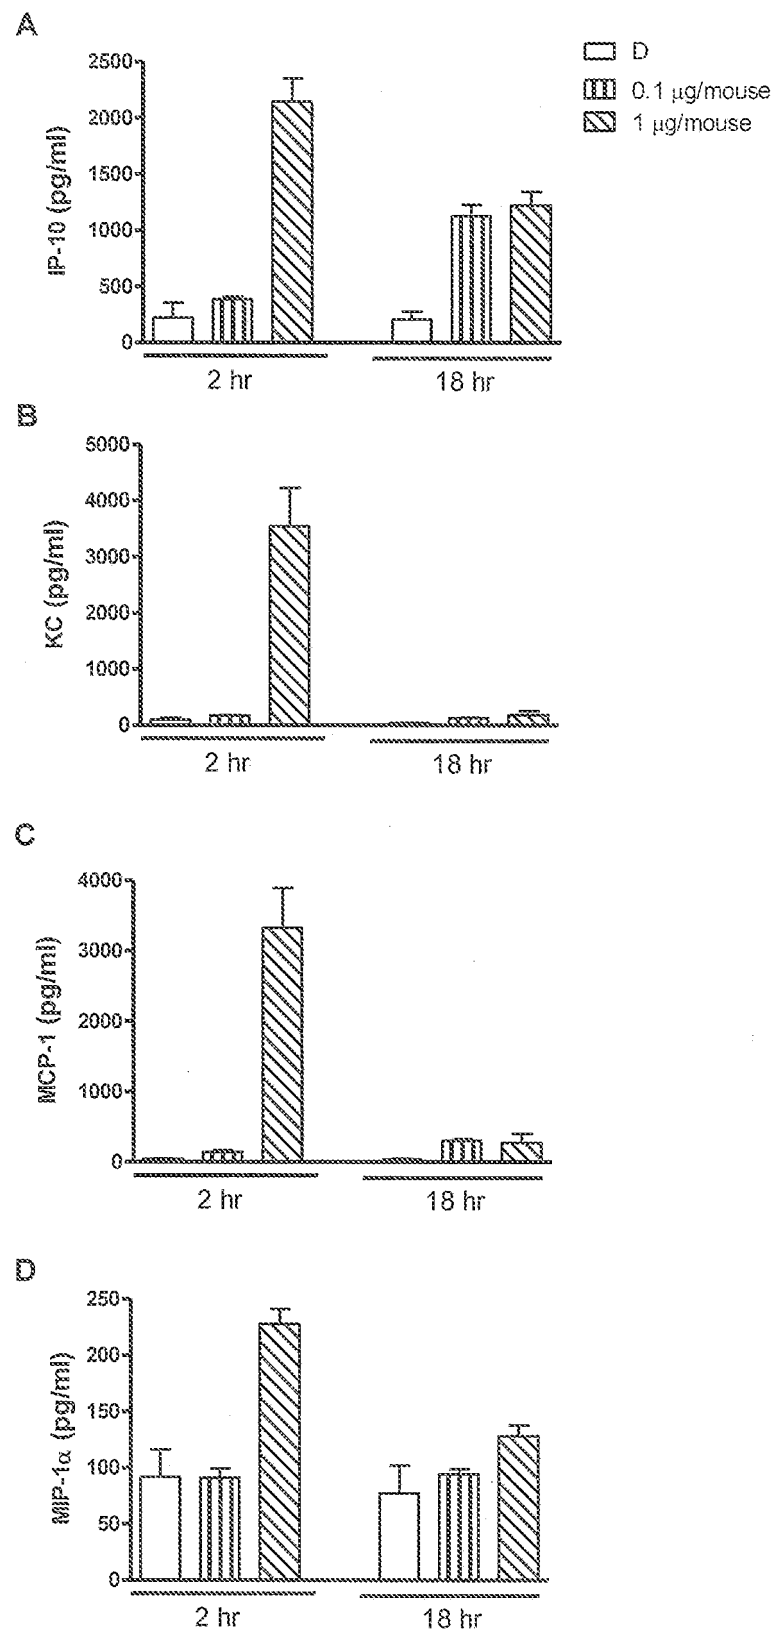 A
D
0.1 µg/mouse
1 µg/mouse
IP-10 (pg/ml)
2500
2000
1500
1000
500
0
2 hr
18 hr
B
KC (pg/ml)
5000
4000
3000
2000
1000
0
2 hr
18 hr
C
MCP-1 (pg/ml)
4000
3000
2000
1000
0
2 hr
18 hr
D
MIP-1α (pg/ml)
250
200
150
100
50
0
2 hr
18 hr